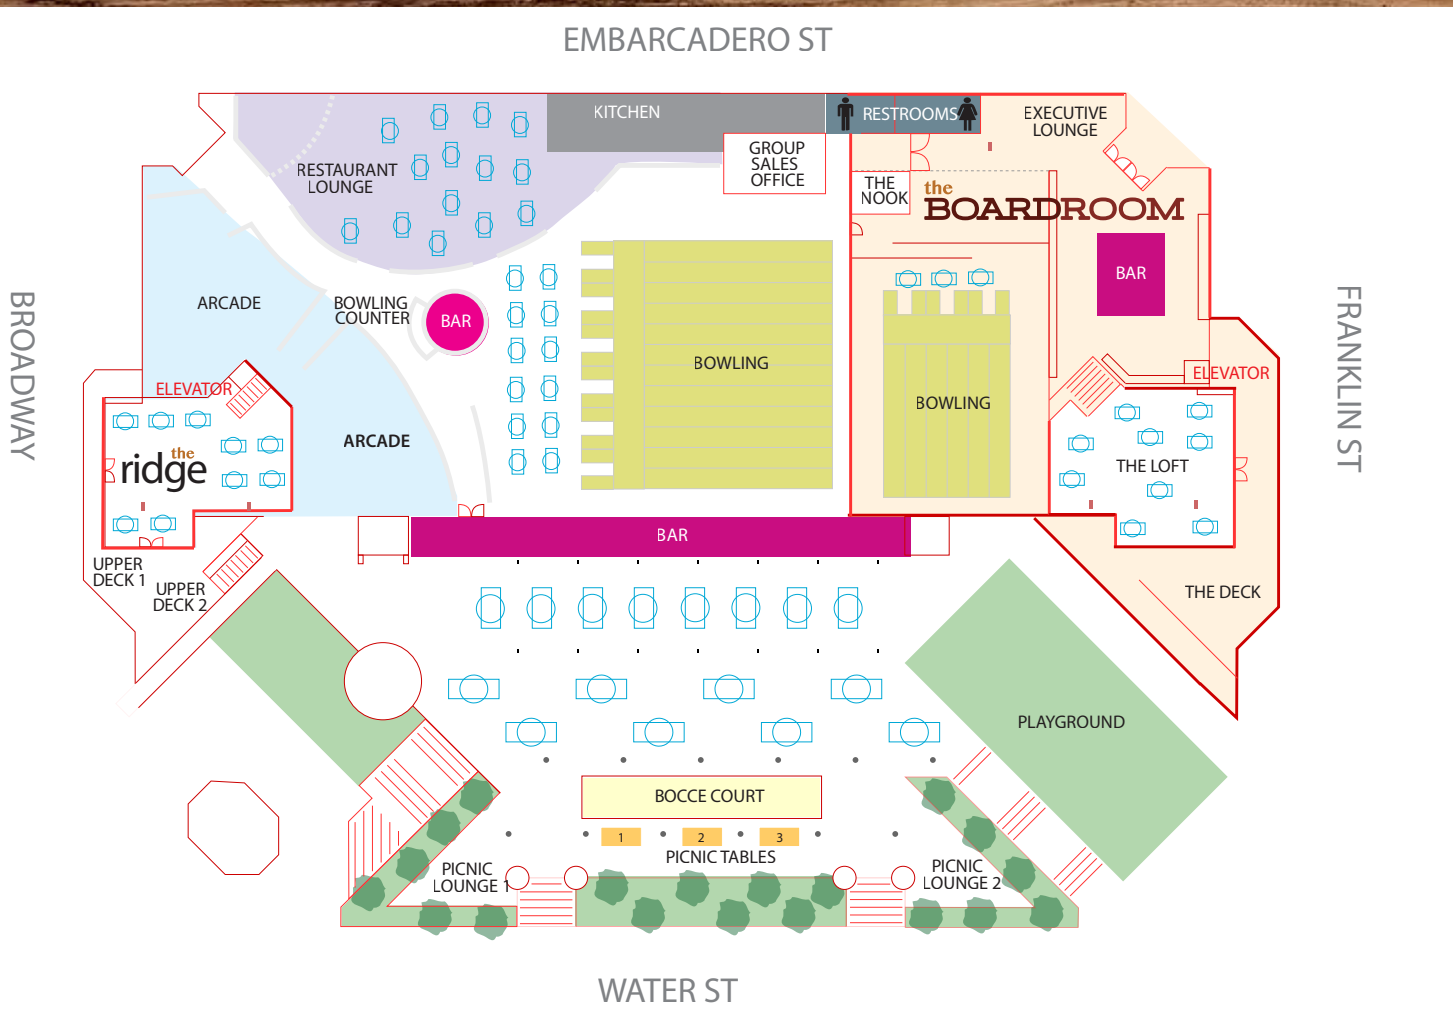 EMBARCADERO ST
KITCHEN
RESTROOMS
EXECUTIVE
LOUNGE
GROUP
SALES
OFFICE
RESTAURANT
LOUNGE
THE
NOOK
the
BOARDROOM
BAR
ARCADE
BOWLING
COUNTER
BAR
BOWLING
BOWLING
BROADWAY
FRANKLIN ST
ELEVATOR
ELEVATOR
ARCADE
the
ridge
THE LOFT
BAR
UPPER
DECK 1
UPPER
DECK 2
THE DECK
PLAYGROUND
BOCCE COURT
1
2
3
PICNIC TABLES
PICNIC
LOUNGE 1
PICNIC
LOUNGE 2
WATER ST